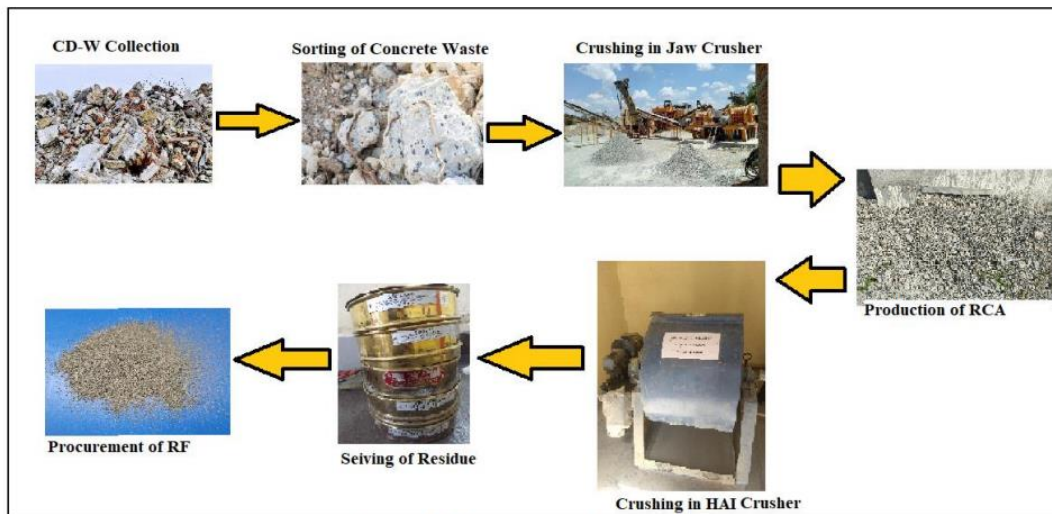 CD-W Collection
Sorting of Concrete Waste
Crushing in Jaw Crusher
Production of RCA
Crushing in HAI Crusher
Seiving of Residue
Procurement of RF